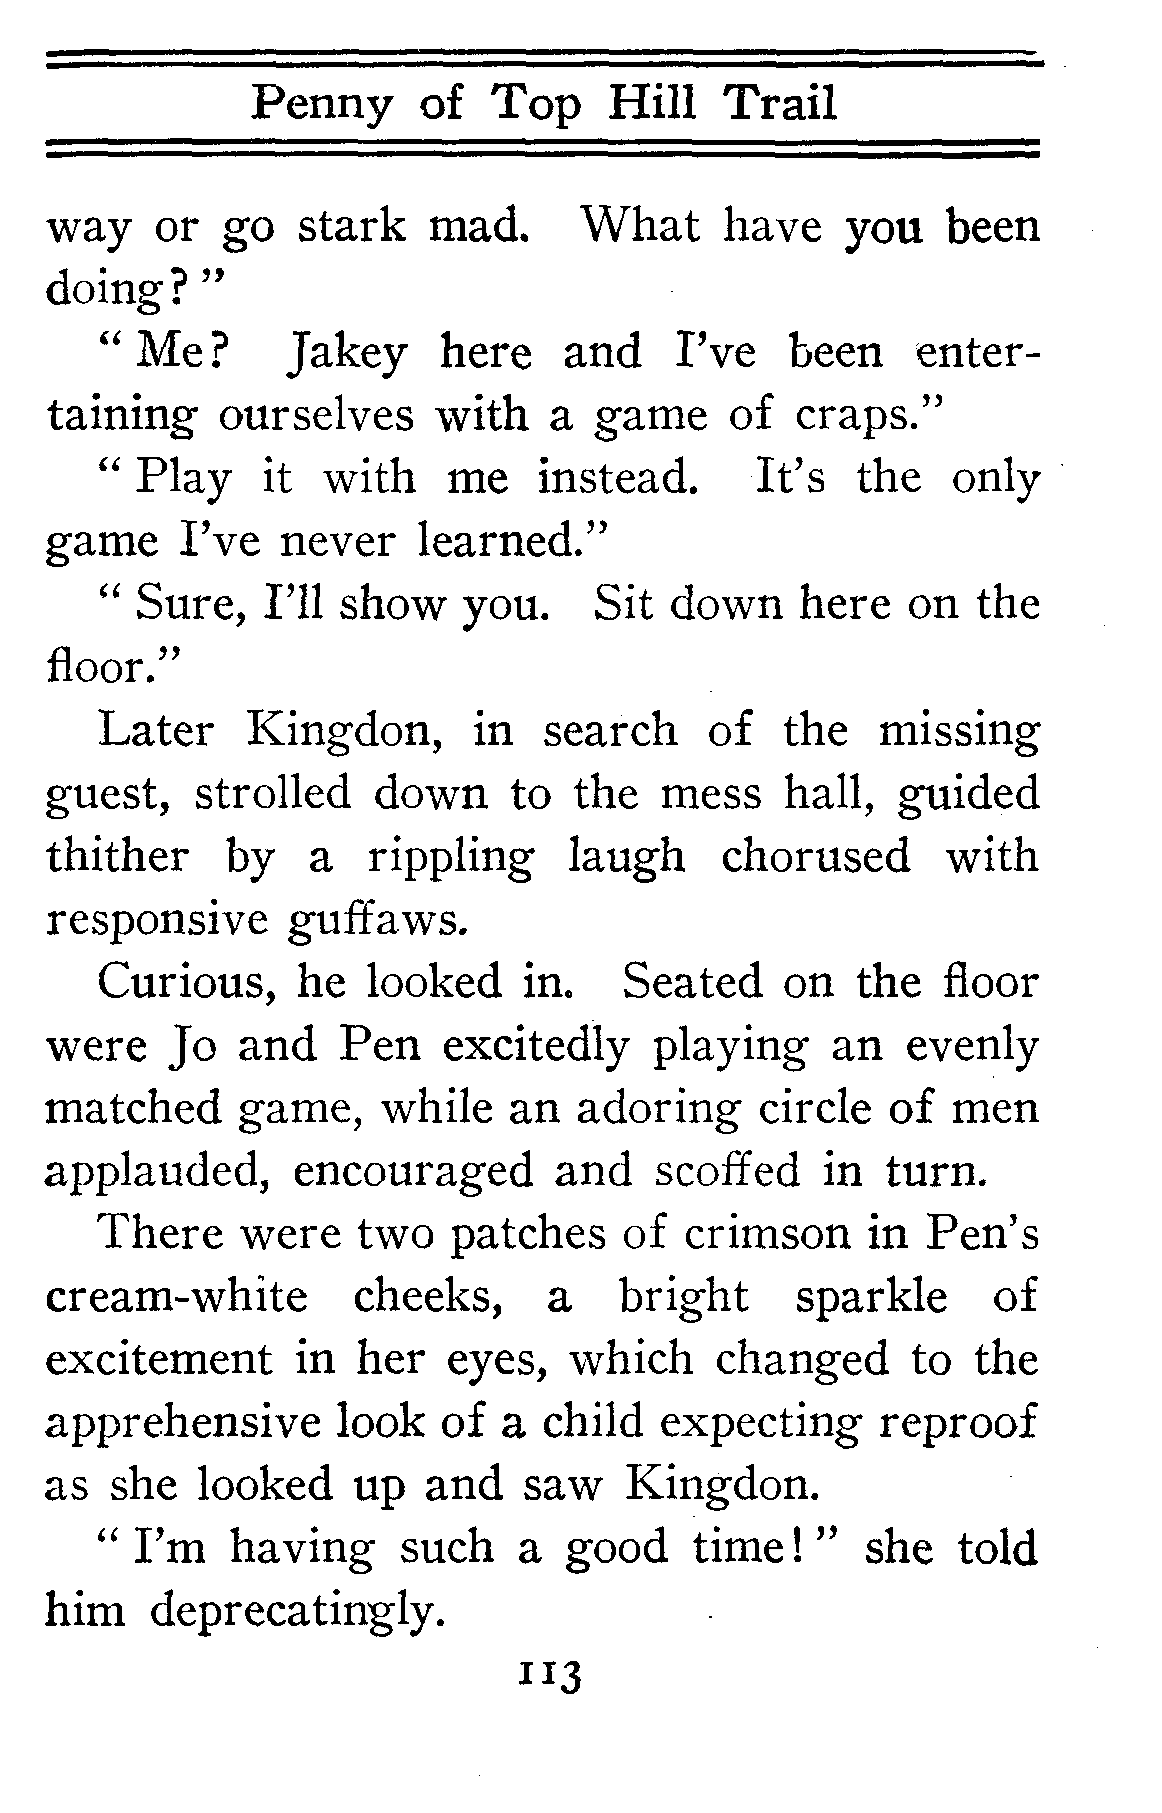 Penny of Top Hill Trail
way or go stark mad. What have you been
doing?"
"Me? Jakey here and I've been enter-
taining ourselves with a game of craps."
"Play it with me instead. It's the only
game I've never learned."
"Sure, I'll show you. Sit down here on the
floor."
Later Kingdon, in search of the missing
guest, strolled down to the mess hall, guided
thither by a rippling laugh chorused with
responsive guffaws.
Curious, he looked in. Seated on the floor
were Jo and Pen excitedly playing an evenly
matched game, while an adoring circle of men
applauded, encouraged and scoffed in turn.
There were two patches of crimson in Pen's
cream-white cheeks, a bright sparkle of
excitement in her eyes, which changed to the
apprehensive look of a child expecting reproof
as she looked up and saw Kingdon.
"I'm having such a good time!" she told
him deprecatingly.
113